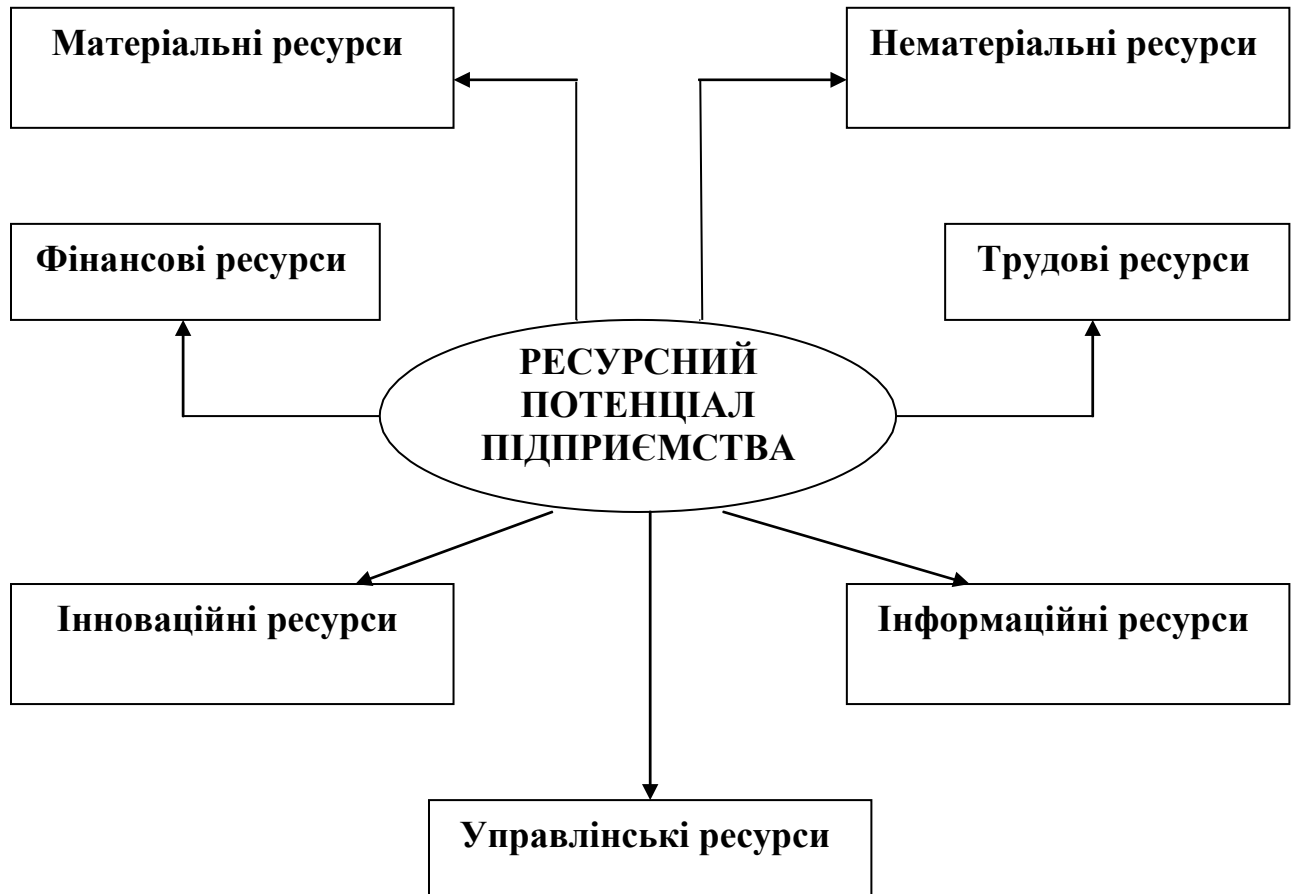 Матеріальні ресурси
Нематеріальні ресурси
Фінансові ресурси
Трудові ресурси
РЕСУРСНИЙ
ПОТЕНЦІАЛ
ПІДПРИЄМСТВА
Інноваційні ресурси
Інформаційні ресурси
Управлінські ресурси